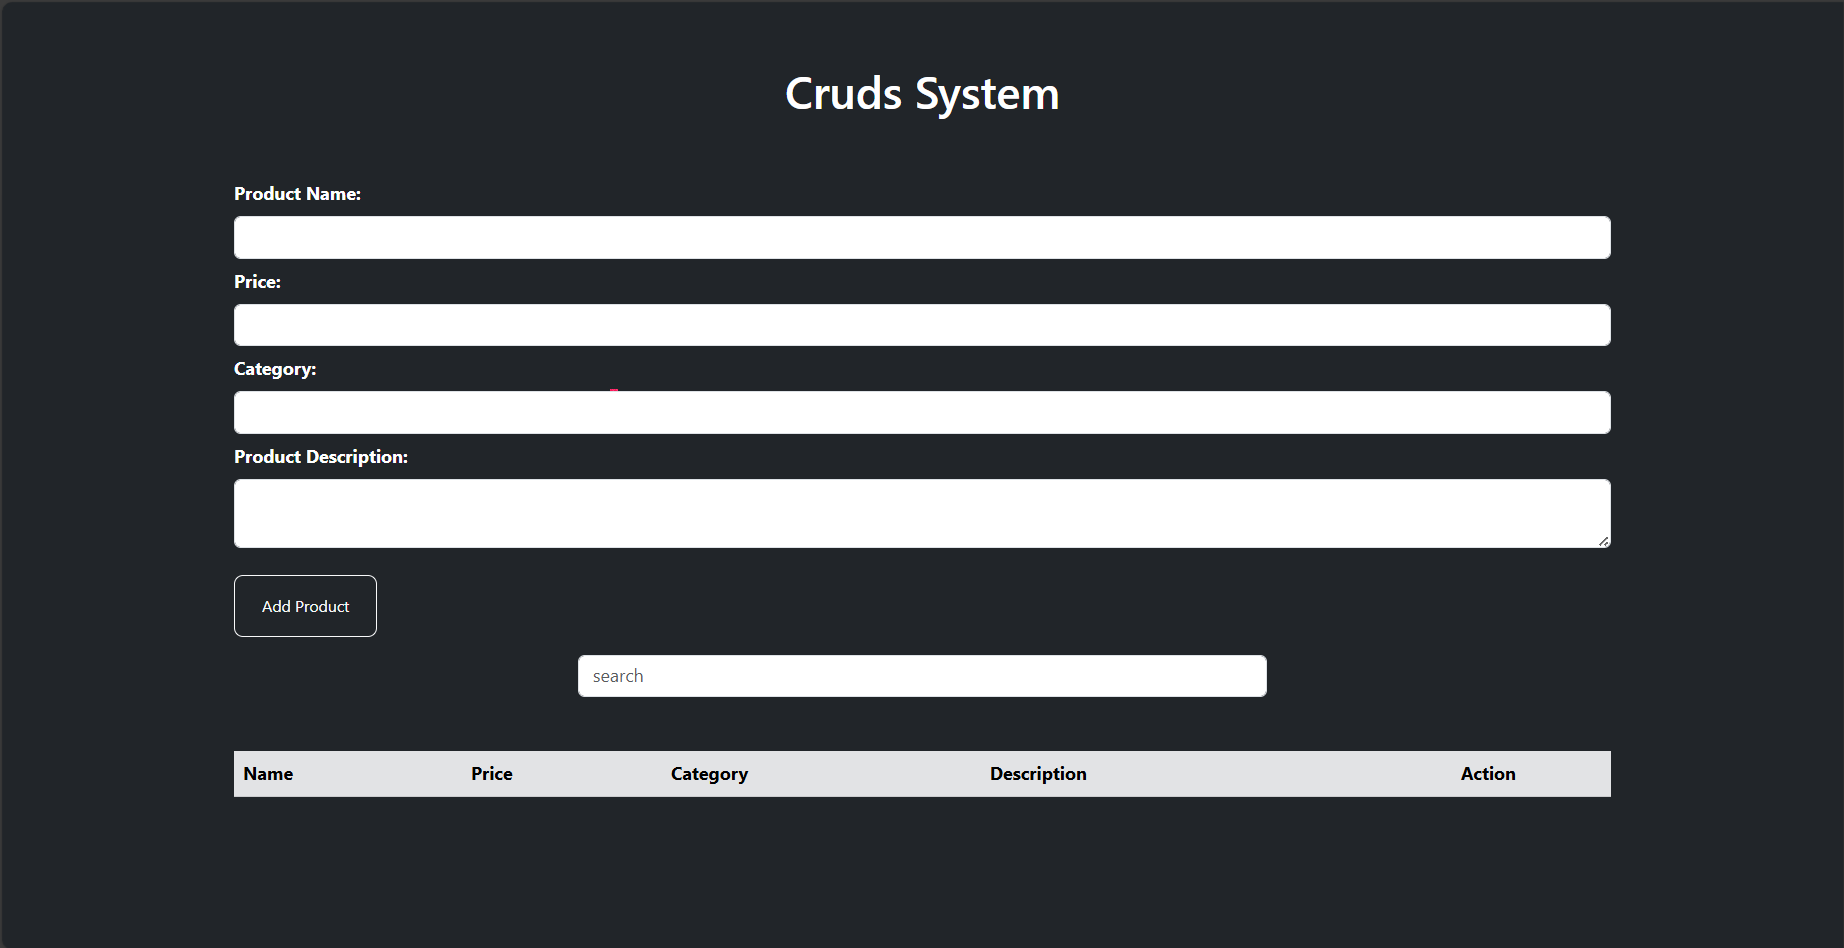 Cruds System
Product Name:
Price:
Category:
Product Description:
Add Product
search
Name Price Category Description Action